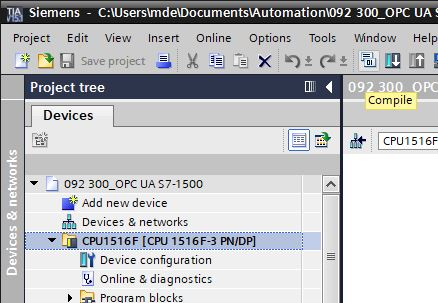 Siemens - C:\Users\mde\Documents\Automation\092 300_OPC UA S
Project Edit View Insert Online Options Tools Window H
Save project
Project tree
092 300_OPC
Compile
Devices
CPU1516F
Devices & networks
092 300_OPC UA S7-1500
Add new device
Devices & networks
CPU1516F [CPU 1516F-3 PN/DP]
Device configuration
Online & diagnostics
Program blocks